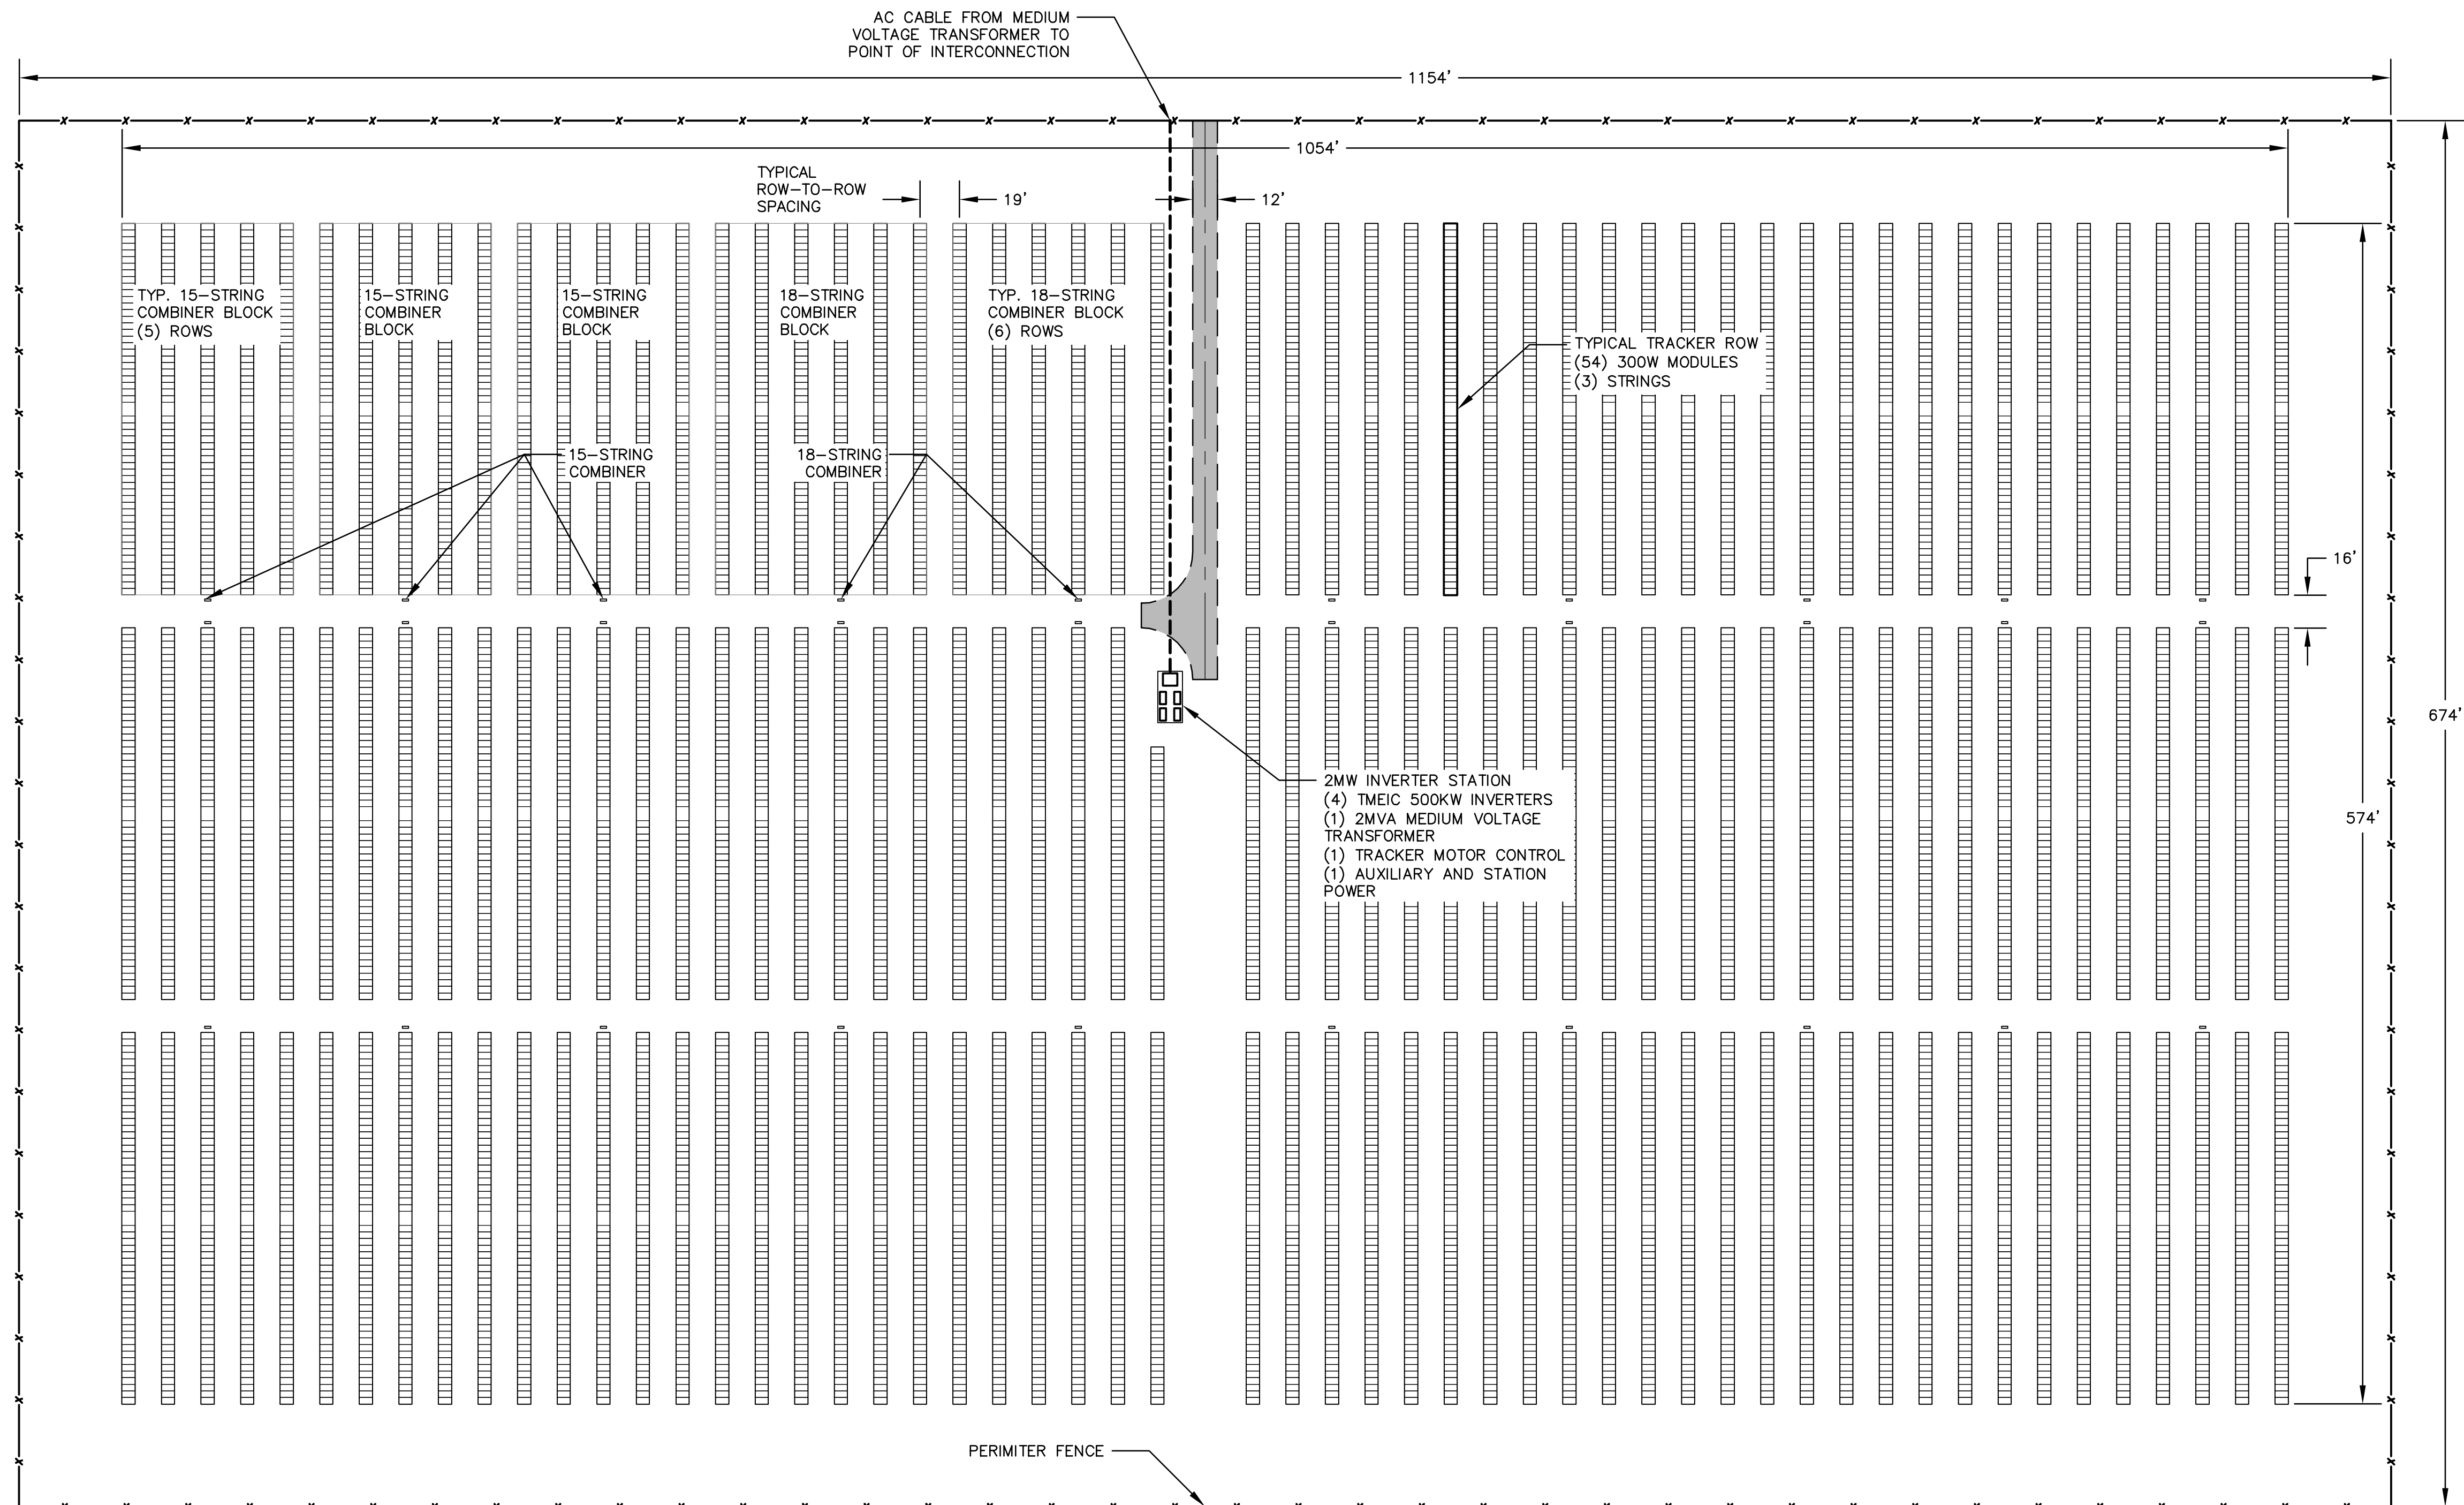 AC CABLE FROM MEDIUM
VOLTAGE TRANSFORMER TO
POINT OF INTERCONNECTION
1154'
1054'
TYPICAL
ROW-TO-ROW
SPACING
19'
12'
TYP. 15-STRING
COMBINER BLOCK
(5) ROWS
15-STRING
COMBINER
BLOCK
15-STRING
COMBINER
BLOCK
18-STRING
COMBINER
BLOCK
TYP. 18-STRING
COMBINER BLOCK
(6) ROWS
TYPICAL TRACKER ROW
(54) 300W MODULES
(3) STRINGS
15-STRING
COMBINER
18-STRING
COMBINER
16'
674'
2MW INVERTER STATION
(4) TMEIC 500KW INVERTERS
(1) 2MVA MEDIUM VOLTAGE
TRANSFORMER
(1) TRACKER MOTOR CONTROL
(1) AUXILIARY AND STATION
POWER
574'
PERIMITER FENCE